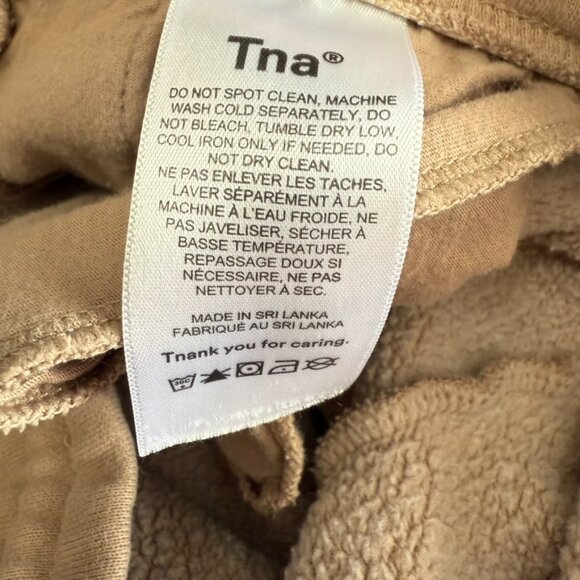 Tna®
DO NOT SPOT CLEAN, MACHINE
WASH COLD SEPARATELY, DO
NOT BLEACH, TUMBLE DRY LOW,
COOL IRON ONLY IF NEEDED, DO
NOT DRY CLEAN.
NE PAS ENLEVER LES TACHES,
LAVER SÉPARÉMENT À LA
MACHINE À L'EAU FROIDE, NE
PAS JAVELISER, SÉCHER À
BASSE TEMPÉRATURE,
REPASSAGE DOUX SI
NÉCESSAIRE, NE PAS
NETTOYER À SEC.
MADE IN SRI LANKA
FABRIQUÉ AU SRI LANKA
Tnank you for caring.
30C